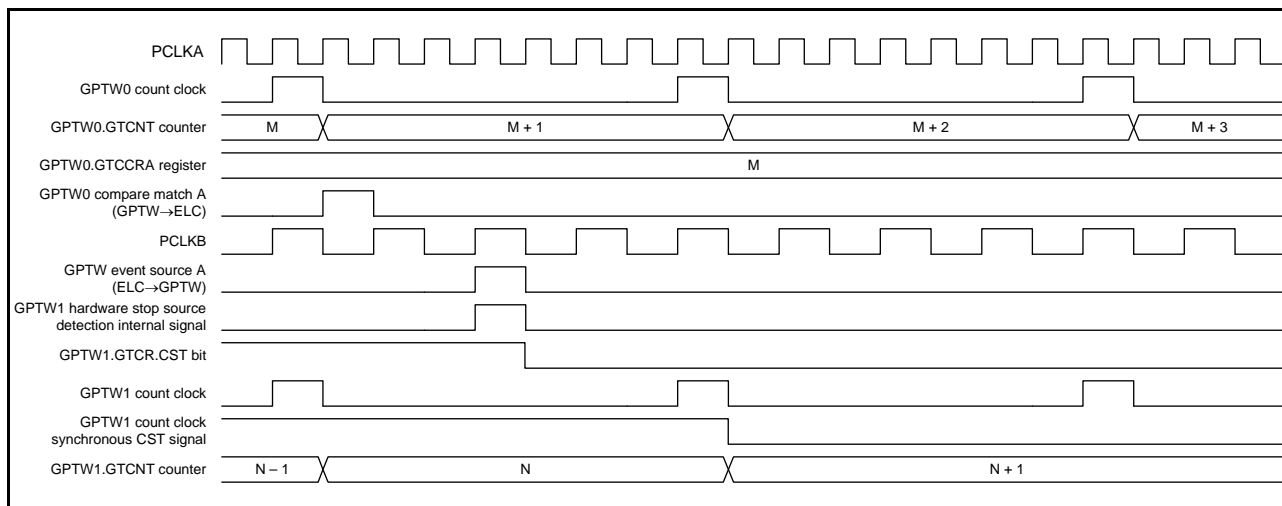 PCLKA
GPTW0 count clock
GPTW0.GTCNT counter
M
M + 1
M + 2
M + 3
GPTW0.GTCCRA register
M
GPTW0 compare match A
(GPTW→ELC)
PCLKB
GPTW event source A
(ELC→GPTW)
GPTW1 hardware stop source
detection internal signal
GPTW1.GTCR.CST bit
GPTW1 count clock
GPTW1 count clock
synchronous CST signal
GPTW1.GTCNT counter
N – 1
N
N + 1